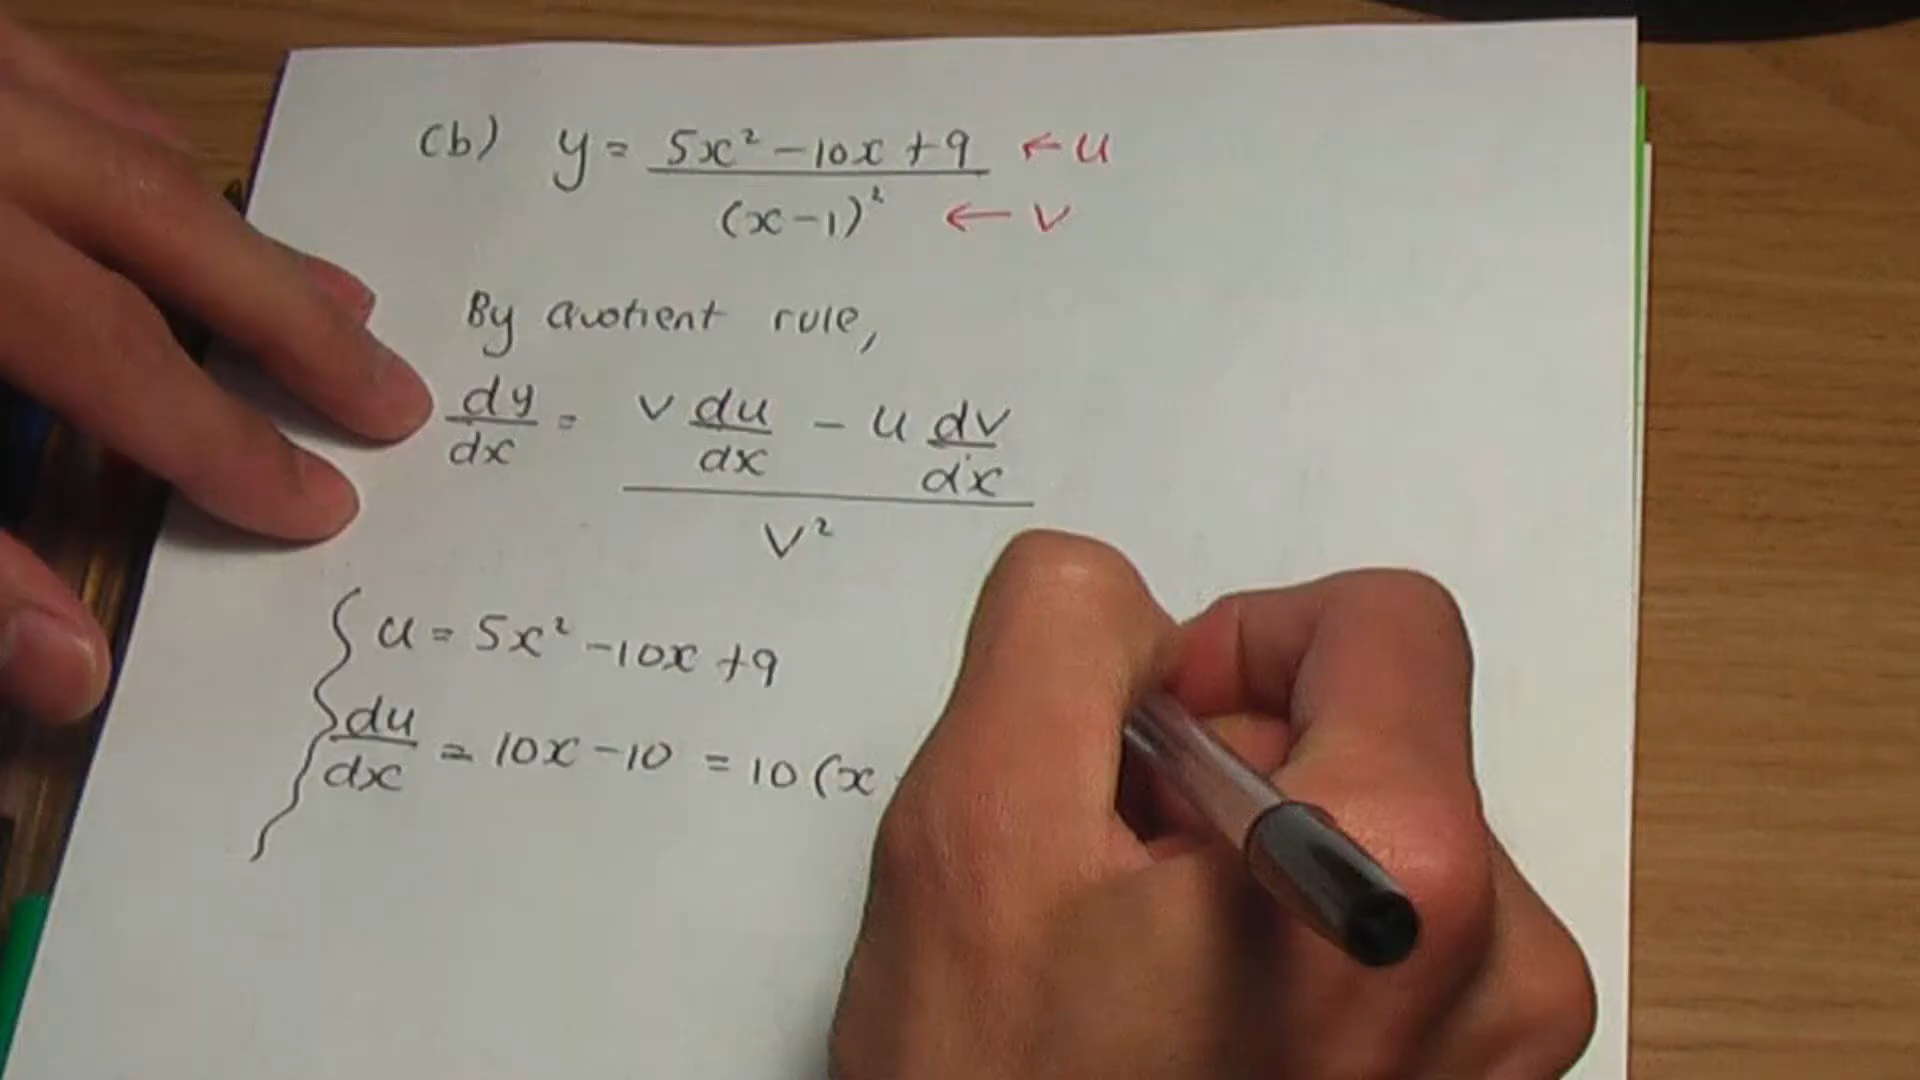 (b) y = 5x² - 10x + 9 / (x-1)² ← u ← v
By quotient rule,
dy/dx = (v du/dx - u dv/dx) / v²
u = 5x² - 10x + 9
du/dx = 10x - 10 = 10(x